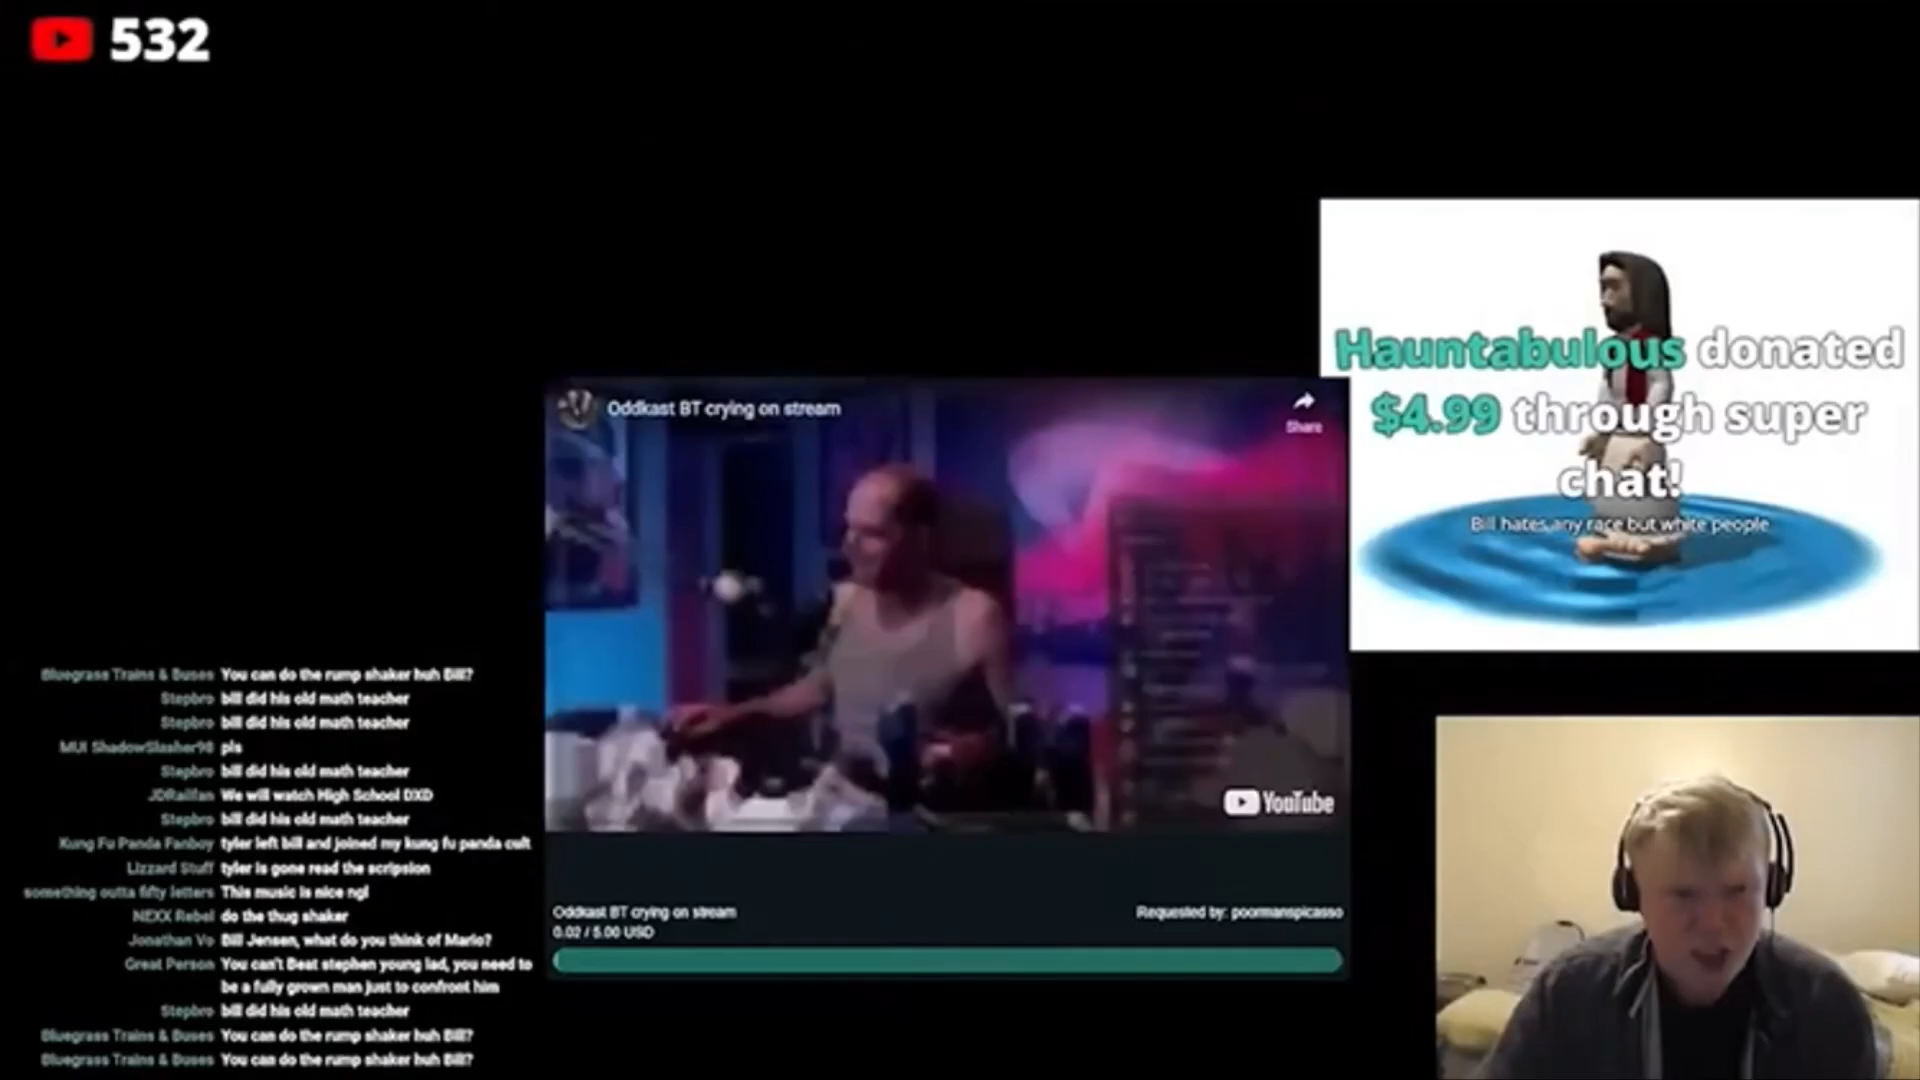 532
Hauntabulous donated
$4.99 through super
chat!
Bill hates any race but white people
Oddkast BT crying on stream
Share
YouTube
Oddkast BT crying on stream
Requested by: poormanspicasso
0.02 / 5.00 USD
Bluegrass Trains & Buses You can do the rump shaker huh Bill?
Stepbro bill did his old math teacher
Stepbro bill did his old math teacher
MUI ShadowSlasher98 pls
Stepbro bill did his old math teacher
JDRailfan We will watch High School DXD
Stepbro bill did his old math teacher
Kung Fu Panda Fanboy tyler left bill and joined my kung fu panda cult
Lizzard Stuff tyler is gone read the scripsion
something outta fifty letters This music is nice ngl
NEXX Rebel do the thug shaker
Jonathan Vo Bill Jensen, what do you think of Mario?
Great Person You can't Beat stephen young lad, you need to
be a fully grown man just to confront him
Stepbro bill did his old math teacher
Bluegrass Trains & Buses You can do the rump shaker huh Bill?
Bluegrass Trains & Buses You can do the rump shaker huh Bill?